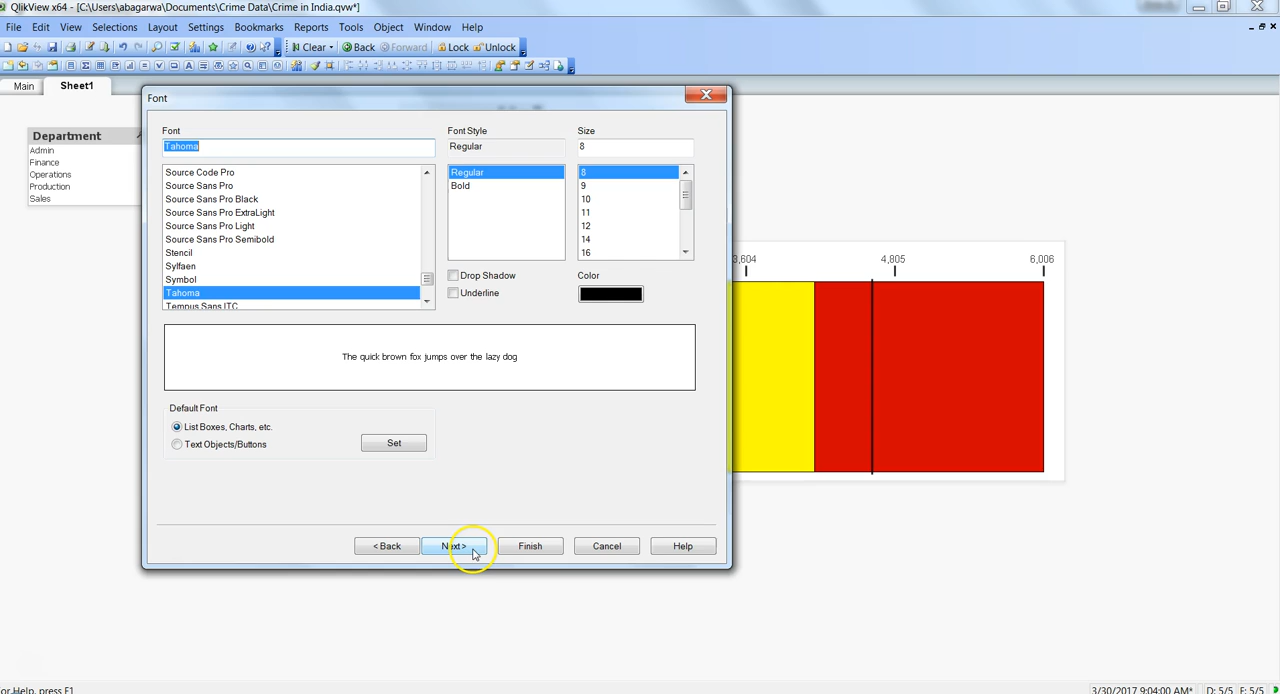 QlikView x64 - [C:\Users\abagarwa\Documents\Crime Data\Crime in India.qvw*]
File Edit View Selections Layout Settings Bookmarks Reports Tools Object Window Help
Clear Back Forward Lock Unlock
Main Sheet1
Department
Admin
Finance
Operations
Production
Sales
Font
Font Font Style Size
Tahoma Regular 8
Source Code Pro
Source Sans Pro
Source Sans Pro Black
Source Sans Pro ExtraLight
Source Sans Pro Light
Source Sans Pro Semibold
Stencil
Sylfaen
Symbol
Tahoma
Tempus Sans ITC
Regular
Bold
8
9
10
11
12
14
16
Drop Shadow
Underline
Color
The quick brown fox jumps over the lazy dog
Default Font
List Boxes, Charts, etc.
Text Objects/Buttons
Set
< Back Next > Finish Cancel Help
3,604 4,805 6,006
or Help, press F1
3/30/2017 9:04:00 AM* D: 5/5 F: 5/5